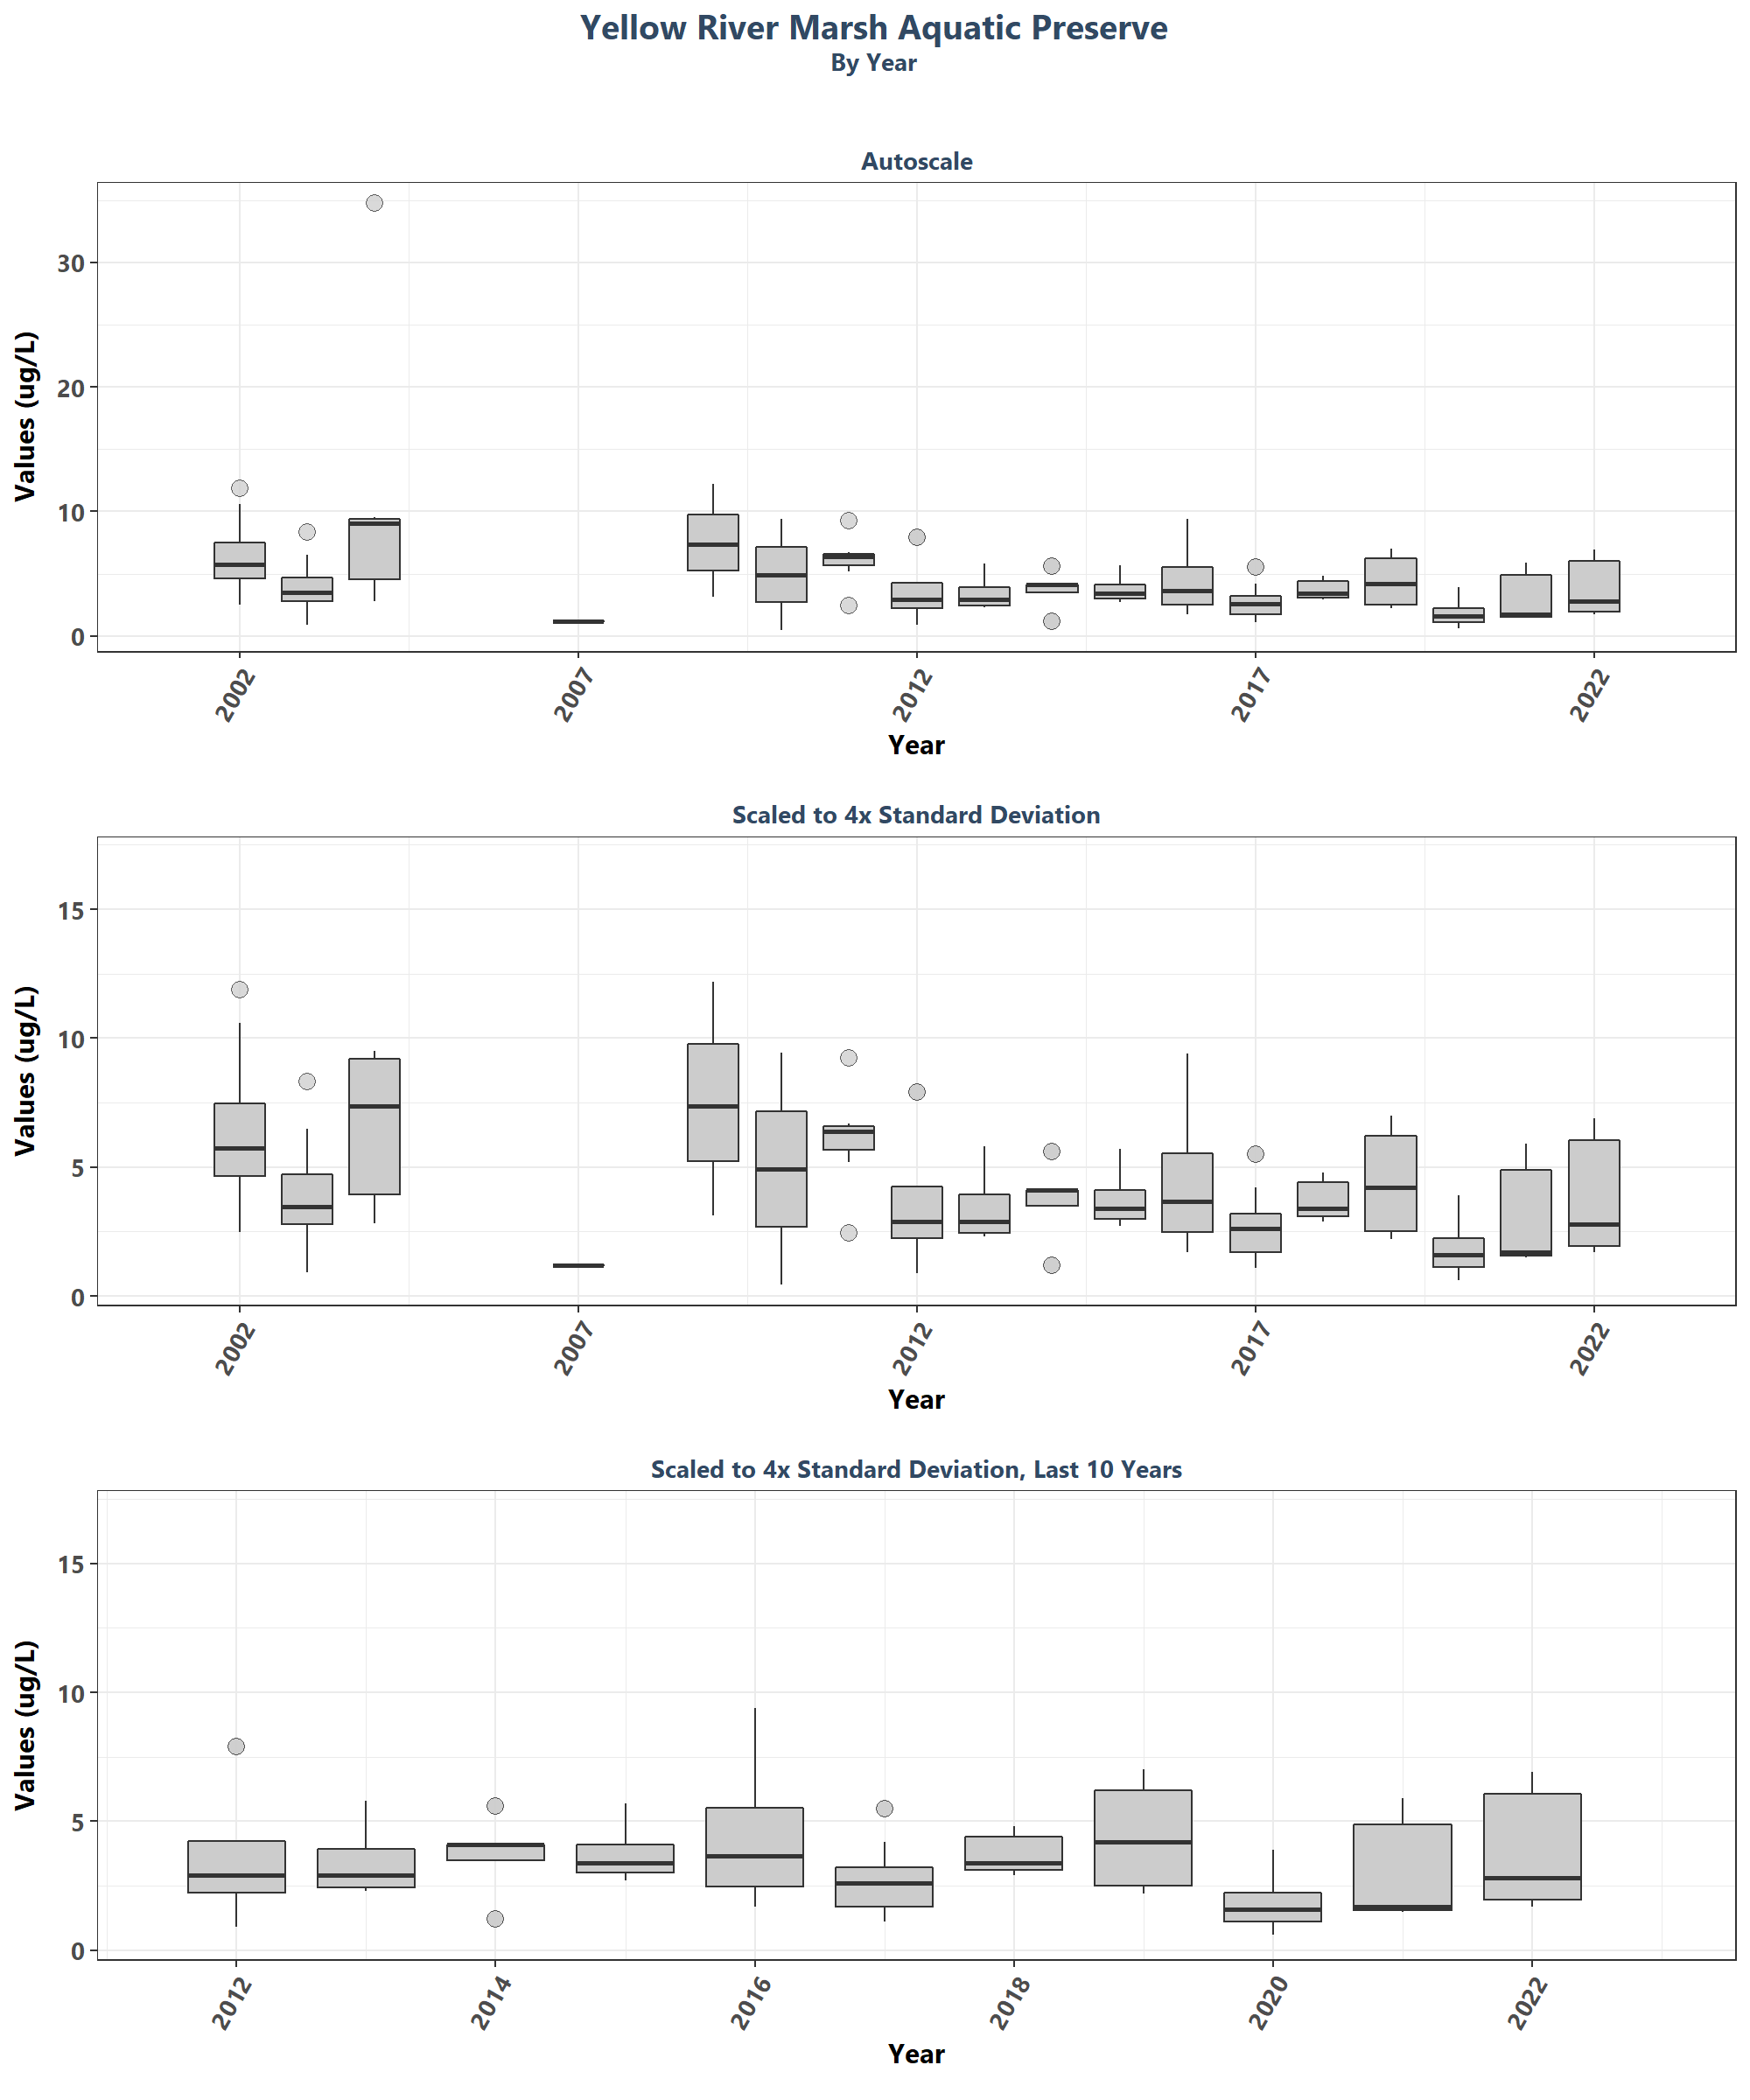 Yellow River Marsh Aquatic Preserve
By Year
Autoscale
Values (ug/L)
30
20
10
0
2002 2007 2012 2017 2022
Year
Scaled to 4x Standard Deviation
Values (ug/L)
15
10
5
0
2002 2007 2012 2017 2022
Year
Scaled to 4x Standard Deviation, Last 10 Years
Values (ug/L)
15
10
5
0
2012 2014 2016 2018 2020 2022
Year